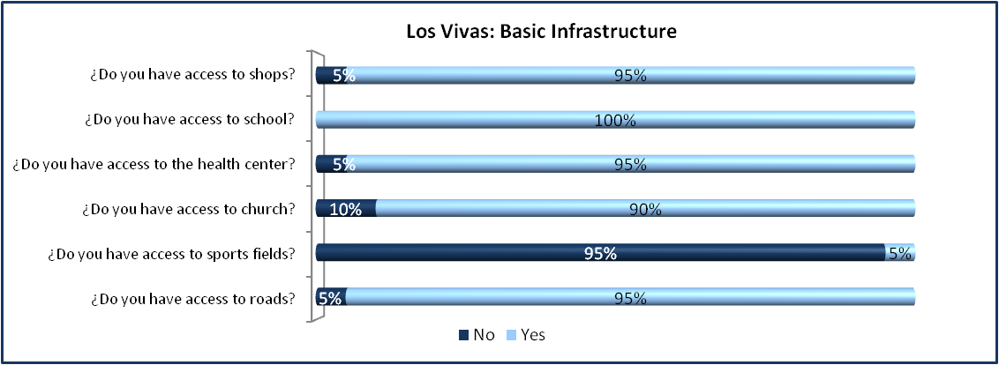 Los Vivas: Basic Infrastructure
¿Do you have access to shops? 5% 95%
¿Do you have access to school? 100%
¿Do you have access to the health center? 5% 95%
¿Do you have access to church? 10% 90%
¿Do you have access to sports fields? 95% 5%
¿Do you have access to roads? 5% 95%
No Yes